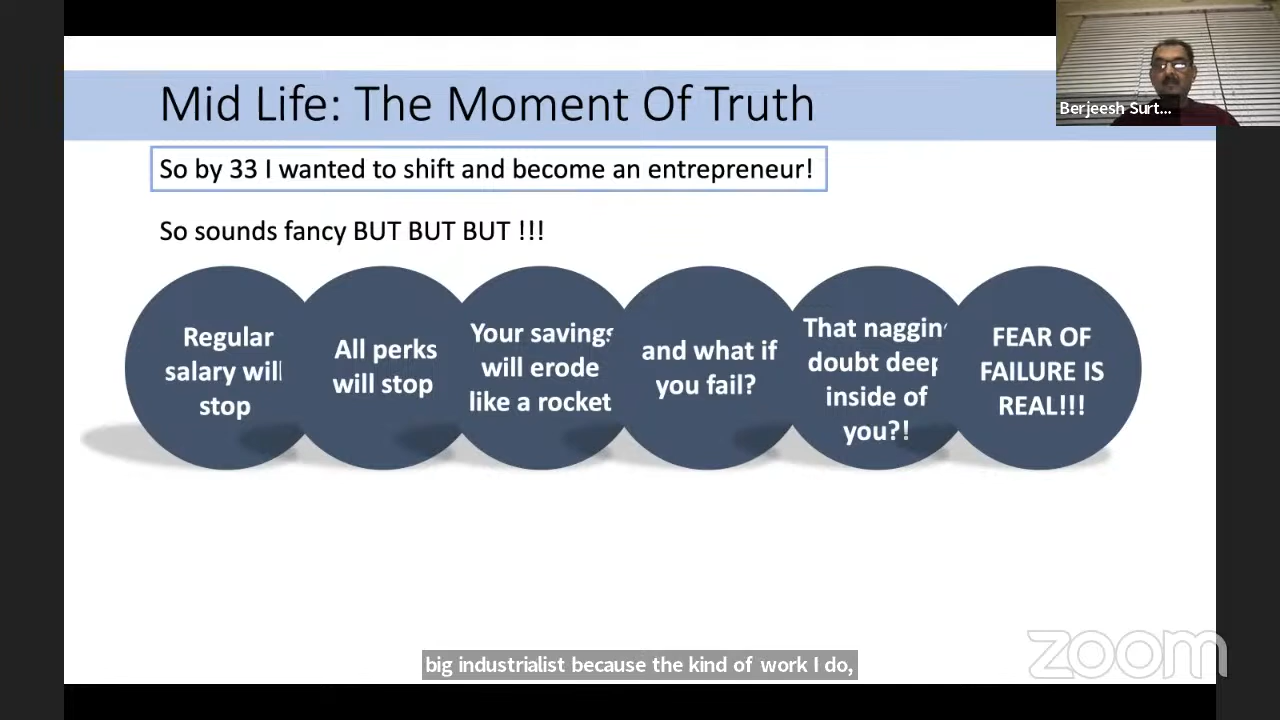 Mid Life: The Moment Of Truth
Berjeesh Surt...
So by 33 I wanted to shift and become an entrepreneur!
So sounds fancy BUT BUT BUT !!!
Regular
salary will
stop
All perks
will stop
Your savings
will erode
like a rocket
and what if
you fail?
That naggin
doubt deep
inside of
you?!
FEAR OF
FAILURE IS
REAL!!!
big industrialist because the kind of work I do,
zoom